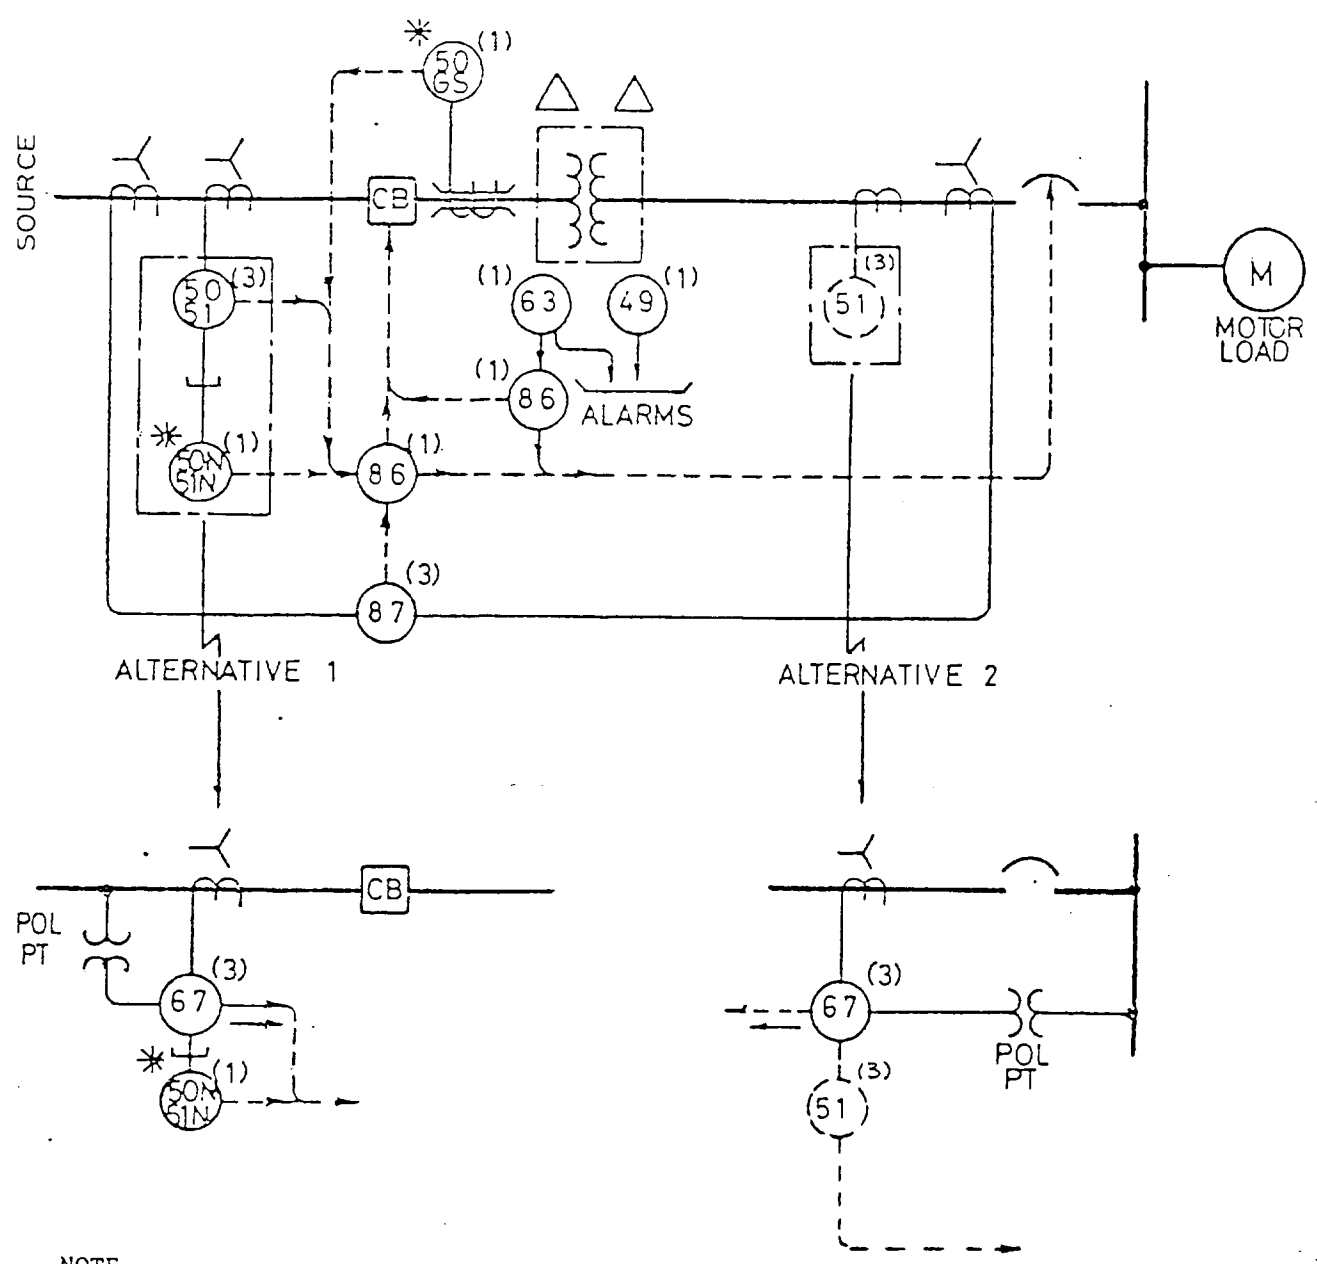 50
GS
(1)
SOURCE
CB
50
51
(3)
(1)
63
49
(1)
(3)
51
M
MOTOR
LOAD
(1)
86
ALARMS
50N
51N
(1)
86
(1)
87
(3)
ALTERNATIVE 1
ALTERNATIVE 2
CB
POL
PT
67
(3)
50N
51N
(1)
67
(3)
POL
PT
51
(3)
NOTE